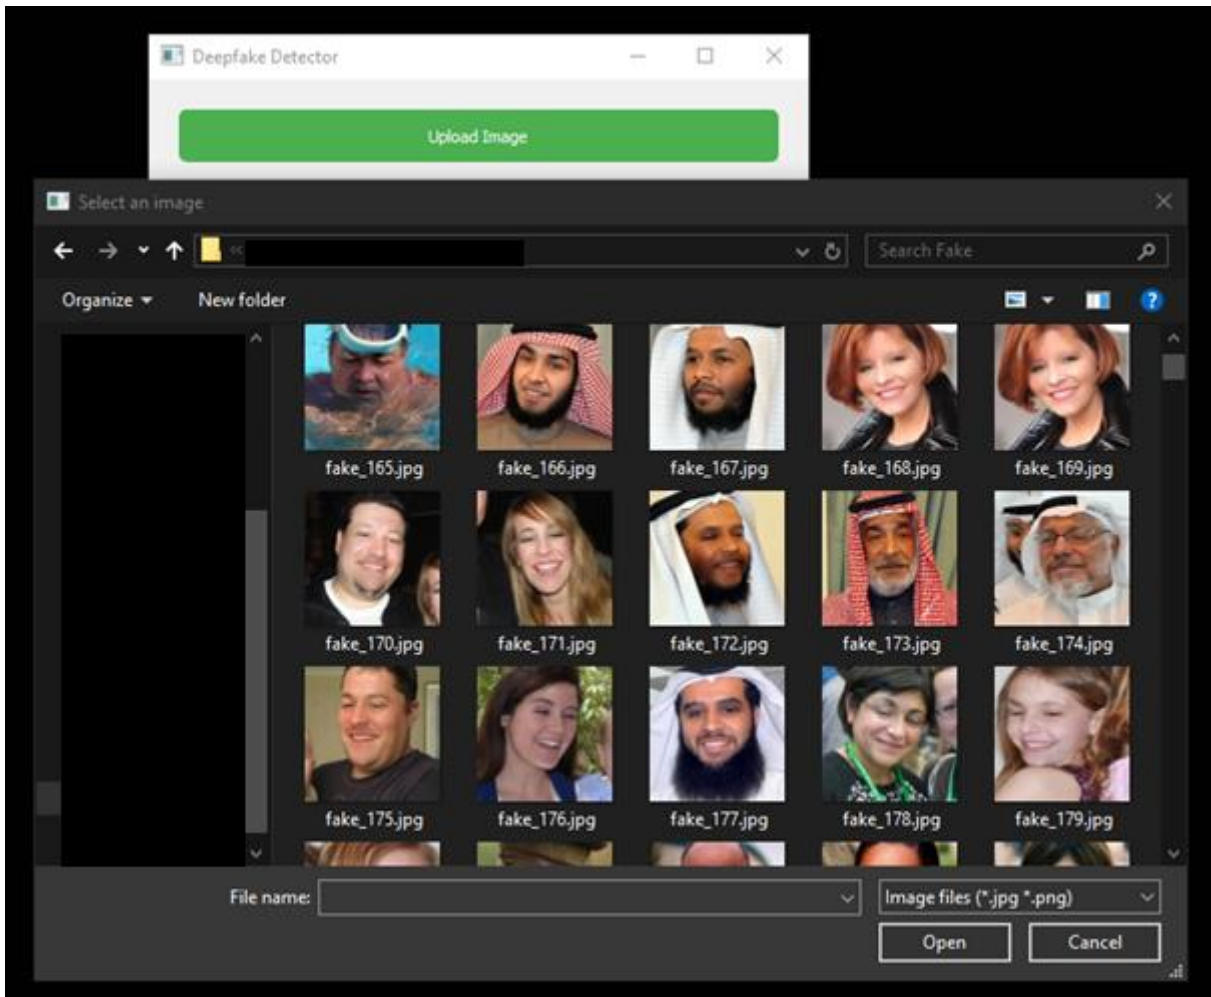 Deepfake Detector
Upload Image
Select an image
Search Fake
Organize
New folder
fake_165.jpg fake_166.jpg fake_167.jpg fake_168.jpg fake_169.jpg
fake_170.jpg fake_171.jpg fake_172.jpg fake_173.jpg fake_174.jpg
fake_175.jpg fake_176.jpg fake_177.jpg fake_178.jpg fake_179.jpg
File name:
Image files (*.jpg *.png)
Open
Cancel